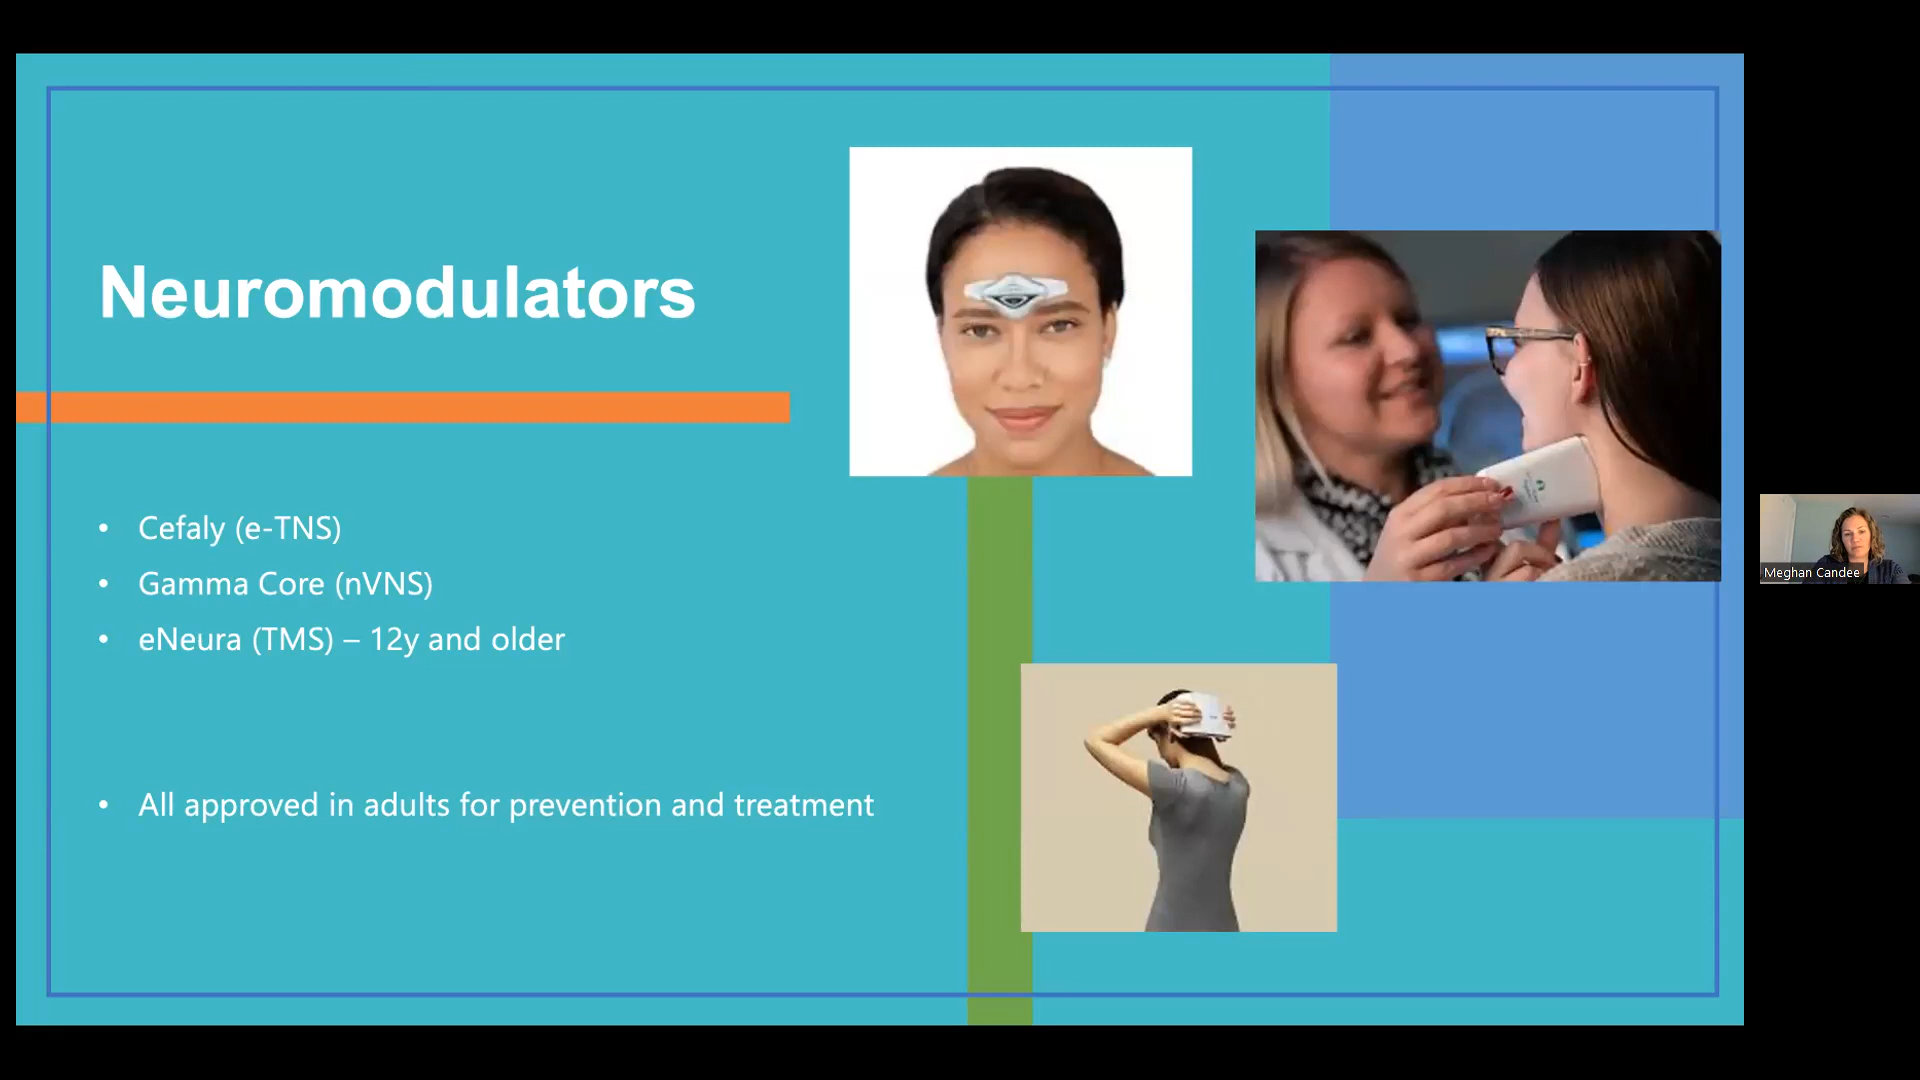 Neuromodulators
• Cefaly (e-TNS)
• Gamma Core (nVNS)
• eNeura (TMS) – 12y and older
• All approved in adults for prevention and treatment
Meghan Candee